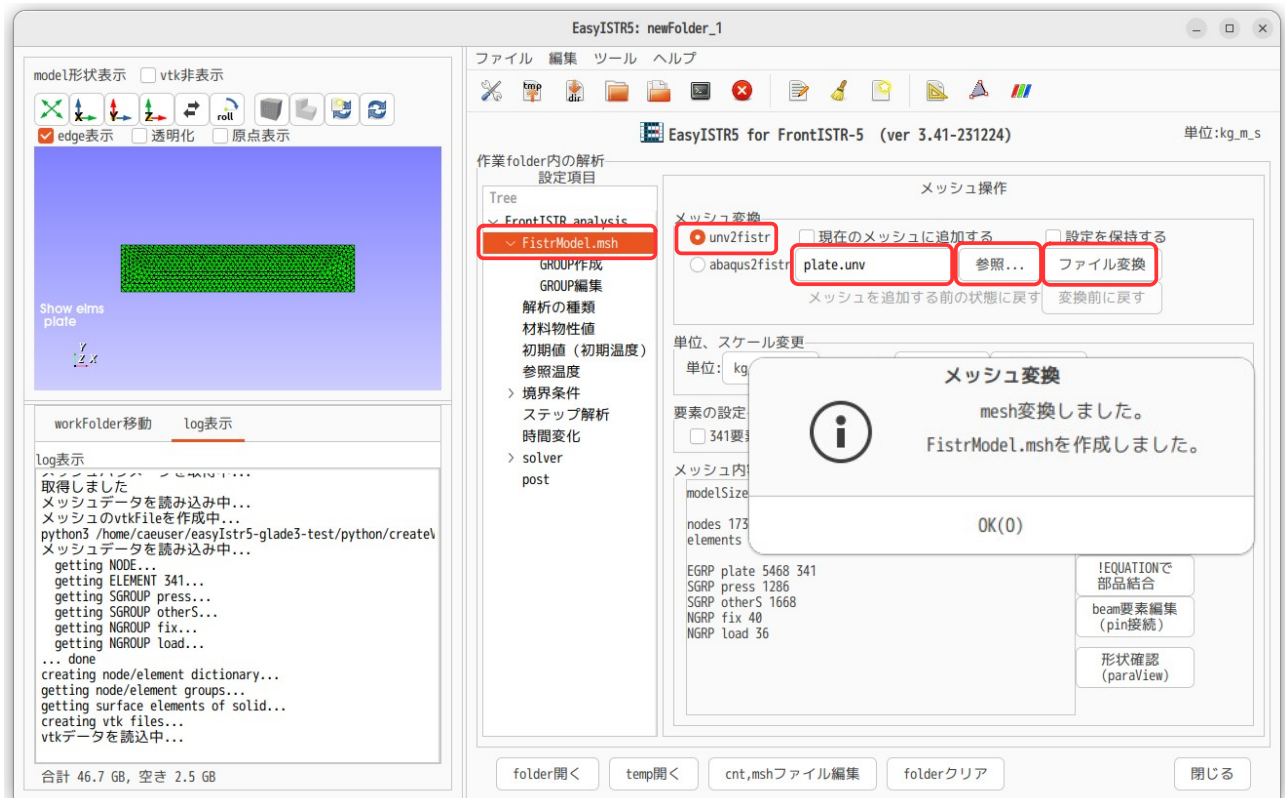 EasyISTR5: newFolder_1
model形状表示 vtk非表示
roll
edge表示 透明化 原点表示
Show elms
plate
Y
Z X
workFolder移動 log表示
log表示
取得しました
メッシュデータを読み込み中...
メッシュのvtkFileを作成中...
python3 /home/caeuser/easyIstr5-glade3-test/python/create
メッシュデータを読み込み中...
getting NODE...
getting ELEMENT 341...
getting SGROUP press...
getting SGROUP otherS...
getting NGROUP fix...
getting NGROUP load...
... done
creating node/element dictionary...
getting node/element groups...
getting surface elements of solid...
creating vtk files...
vtkデータを読込中...
合計 46.7 GB, 空き 2.5 GB
ファイル 編集 ツール ヘルプ
tmp dir
EasyISTR5 for FrontISTR-5 (ver 3.41-231224) 単位:kg_m_s
作業folder内の解析
設定項目
Tree
FrontISTR analysis
FistrModel.msh
GROUP作成
GROUP編集
解析の種類
材料物性値
初期値（初期温度）
参照温度
境界条件
ステップ解析
時間変化
solver
post
メッシュ操作
メッシュ変換
unv2fistr 現在のメッシュに追加する 設定を保持する
abaqus2fistr plate.unv 参照... ファイル変換
メッシュを追加する前の状態に戻す 変換前に戻す
単位、スケール変更
単位: kg
要素の設定
341要
メッシュ内
modelSize
nodes 173
elements
EGRP plate 5468 341
SGRP press 1286
SGRP otherS 1668
NGRP fix 40
NGRP load 36
メッシュ変換
mesh変換しました。
FistrModel.mshを作成しました。
OK(O)
!EQUATIONで
部品結合
beam要素編集
(pin接続)
形状確認
(paraView)
folder開く temp開く cnt,mshファイル編集 folderクリア 閉じる